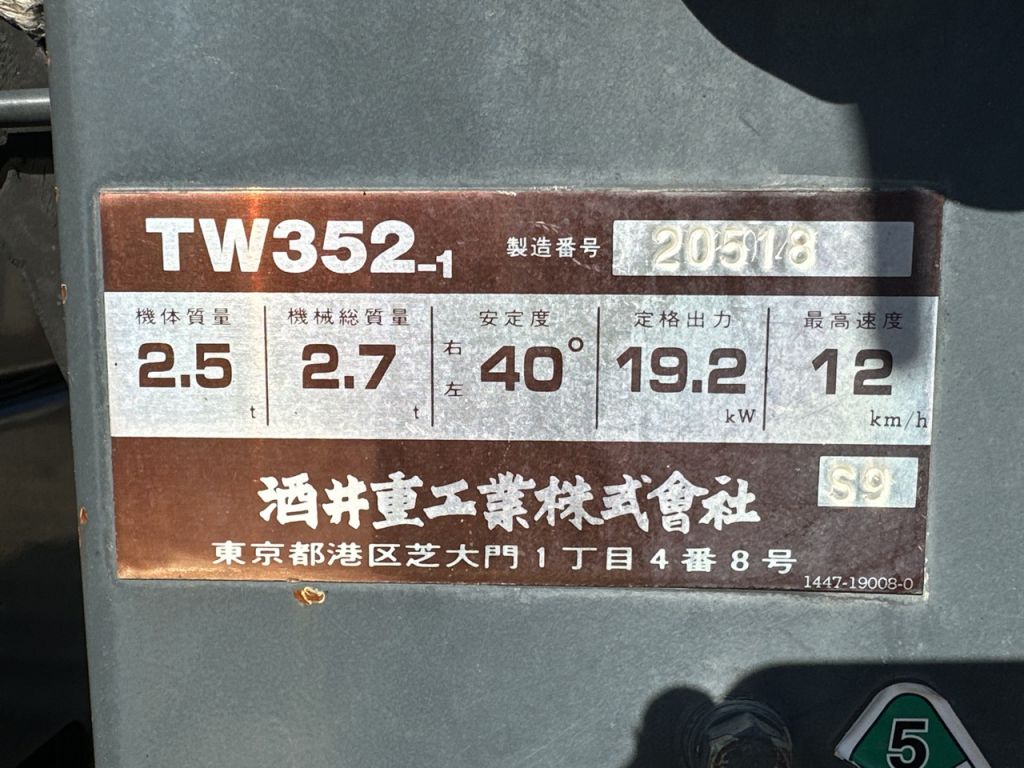 TW352-1 製造番号 20518
機体質量 機械総質量 安定度 定格出力 最高速度
2.5 t 2.7 t 右左 40° 19.2 kW 12 km/h
酒井重工業株式會社 S9
東京都港区芝大門1丁目4番8号
1447-19008-0
5